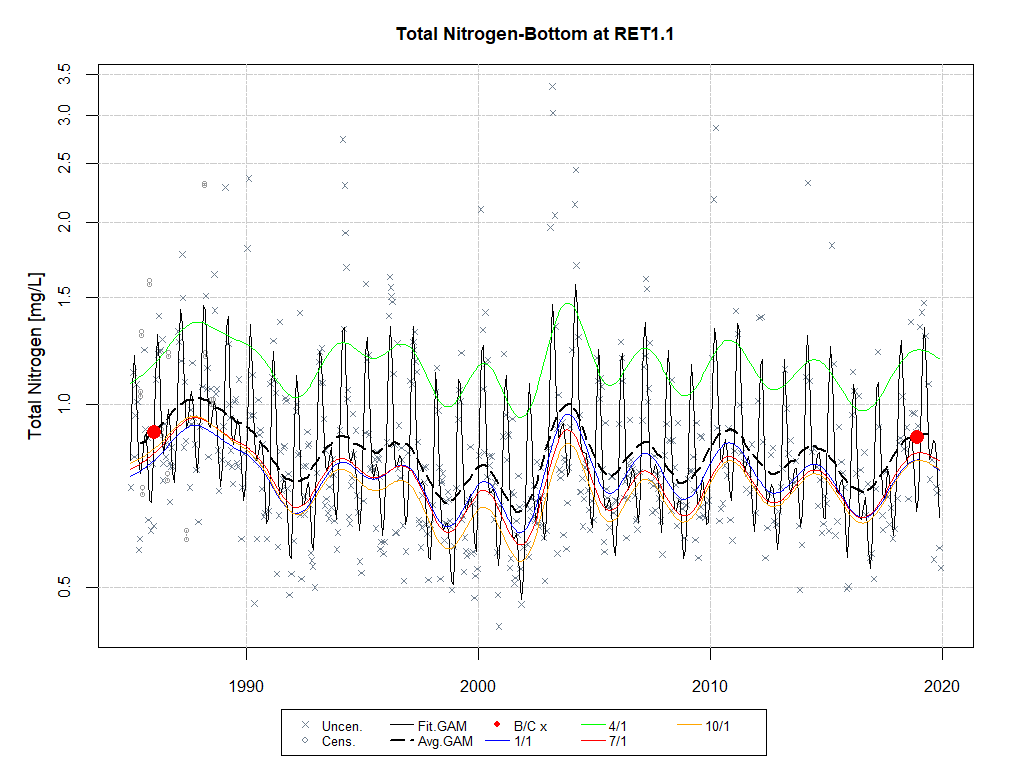 Total Nitrogen-Bottom at RET1.1
Total Nitrogen [mg/L]
3.5
3.0
2.5
2.0
1.5
1.0
0.5
1990 2000 2010 2020
Uncen. Fit.GAM B/C x 4/1 10/1
Cens. Avg.GAM 1/1 7/1